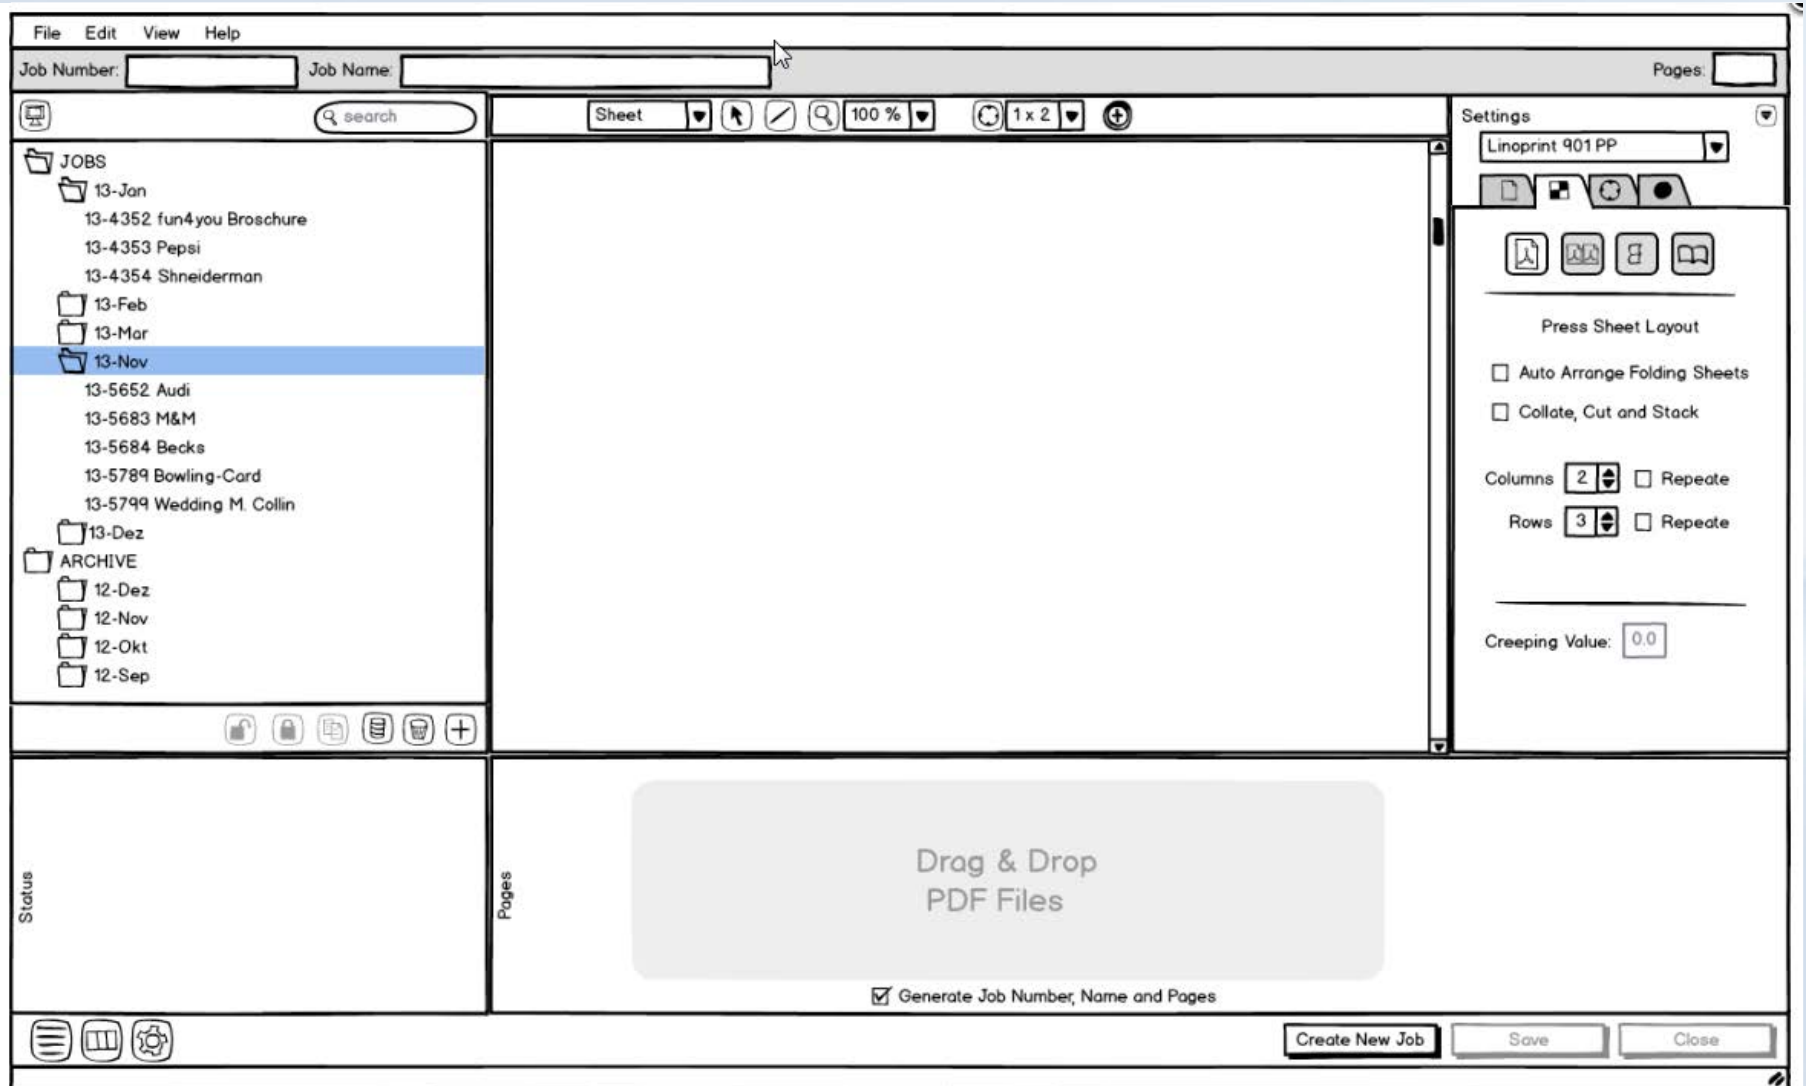 File Edit View Help
Job Number: Job Name: Pages:
search
JOBS
13-Jan
13-4352 fun4you Broschure
13-4353 Pepsi
13-4354 Shneiderman
13-Feb
13-Mar
13-Nov
13-5652 Audi
13-5683 M&M
13-5684 Becks
13-5789 Bowling-Card
13-5799 Wedding M. Collin
13-Dez
ARCHIVE
12-Dez
12-Nov
12-Okt
12-Sep
Sheet 100 % 1 x 2
Settings
Linoprint 901 PP
Press Sheet Layout
Auto Arrange Folding Sheets
Collate, Cut and Stack
Columns 2 Repeate
Rows 3 Repeate
Creeping Value: 0.0
Status
Pages
Drag & Drop
PDF Files
Generate Job Number, Name and Pages
Create New Job Save Close